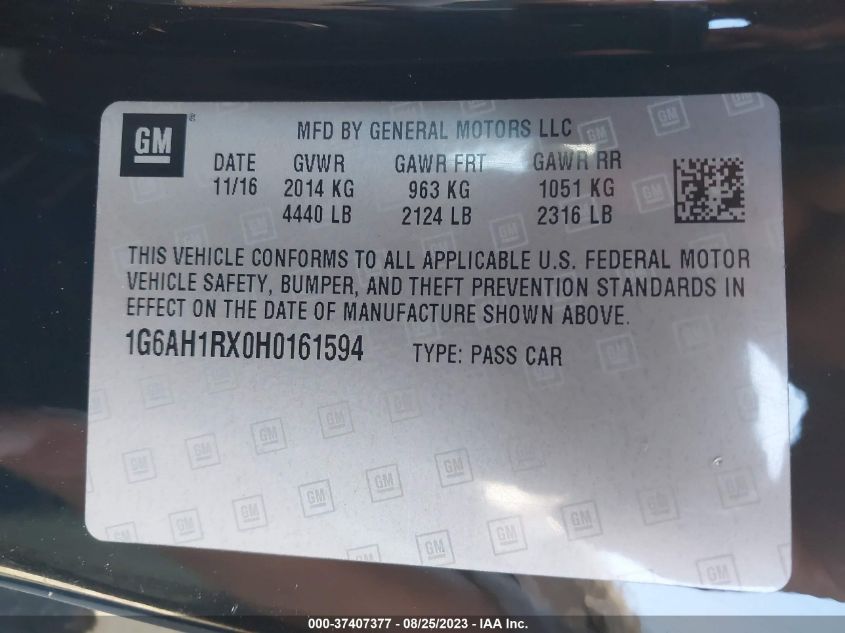 GM ® MFD BY GENERAL MOTORS LLC
DATE GVWR GAWR FRT GAWR RR
11/16 2014 KG 963 KG 1051 KG
4440 LB 2124 LB 2316 LB
THIS VEHICLE CONFORMS TO ALL APPLICABLE U.S. FEDERAL MOTOR
VEHICLE SAFETY, BUMPER, AND THEFT PREVENTION STANDARDS IN
EFFECT ON THE DATE OF MANUFACTURE SHOWN ABOVE.
1G6AH1RX0H0161594 TYPE: PASS CAR
000-37407377 - 08/25/2023 - IAA Inc.